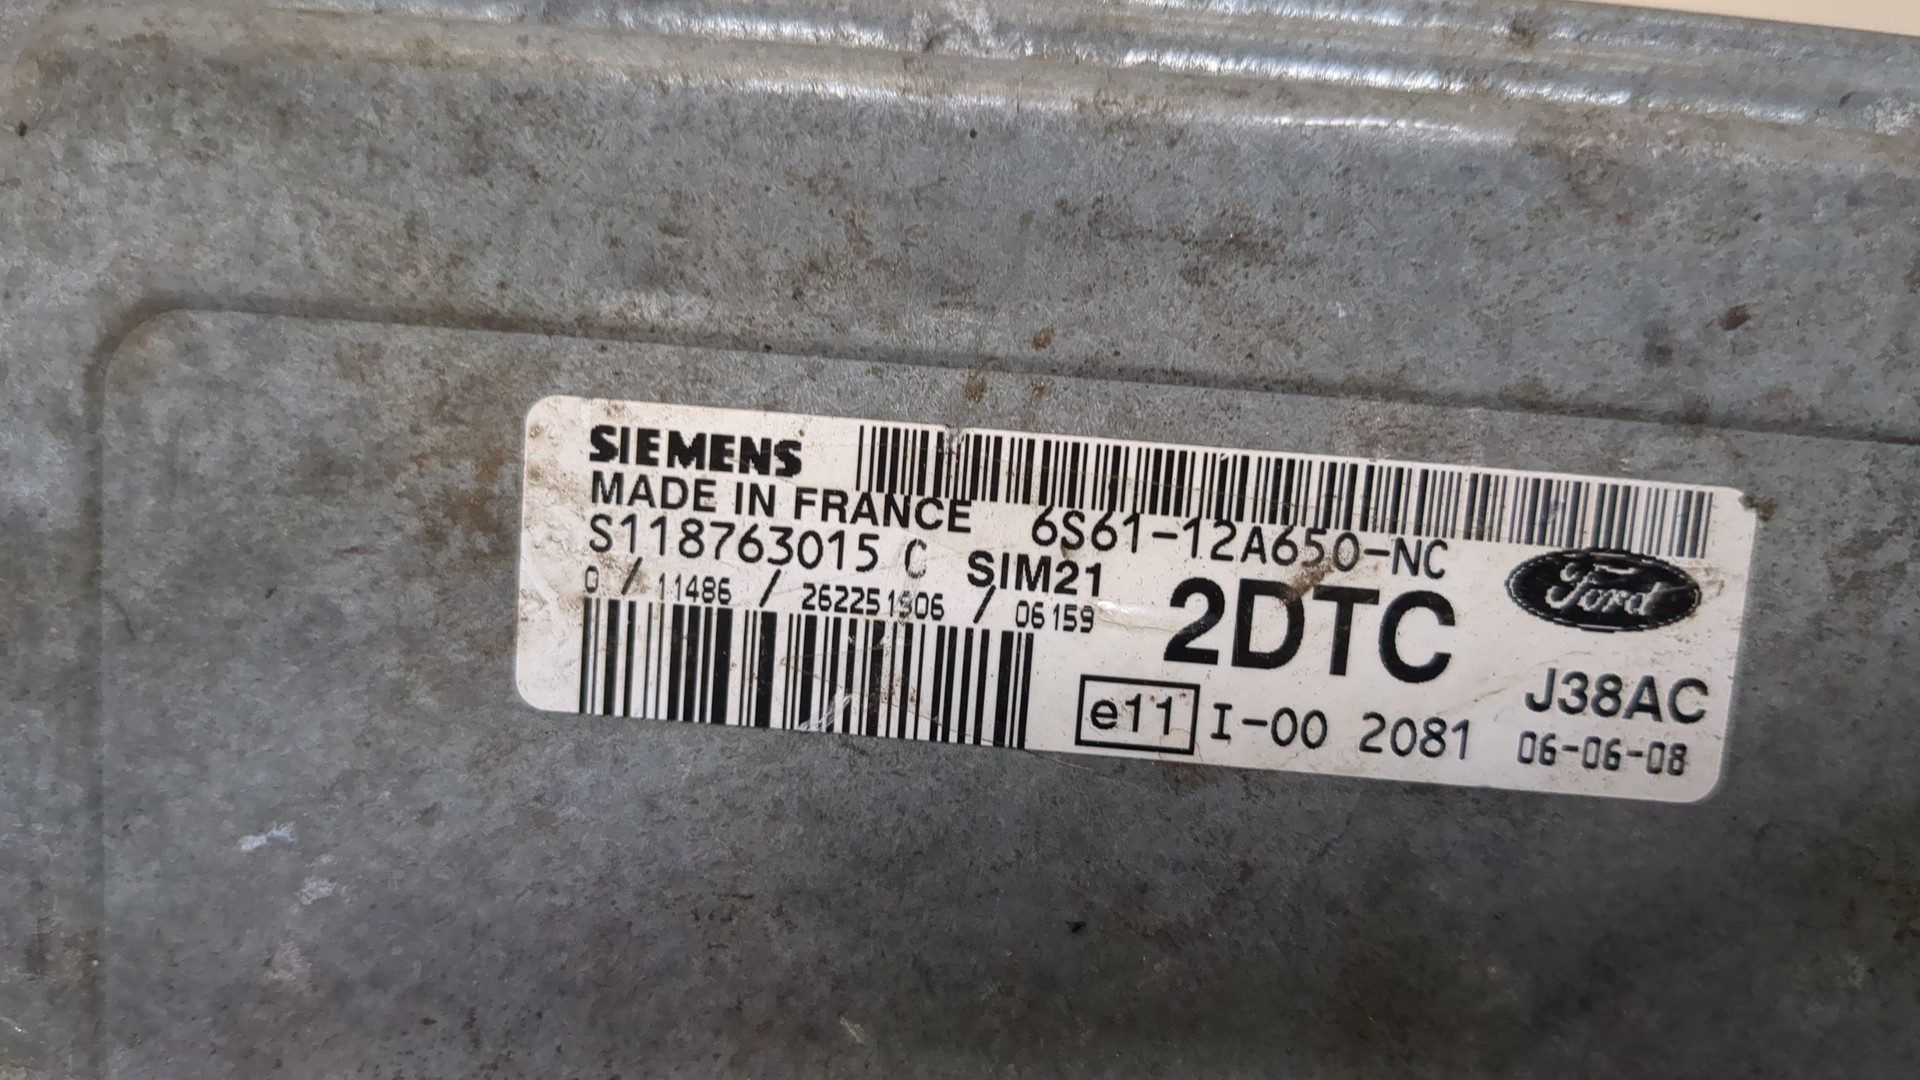 SIEMENS
MADE IN FRANCE
6S61-12A650-NC
S118763015 C
SIM21
0 / 11486 / 262251906 / 06159
2DTC
Ford
e11 I-00 2081
J38AC
06-06-08